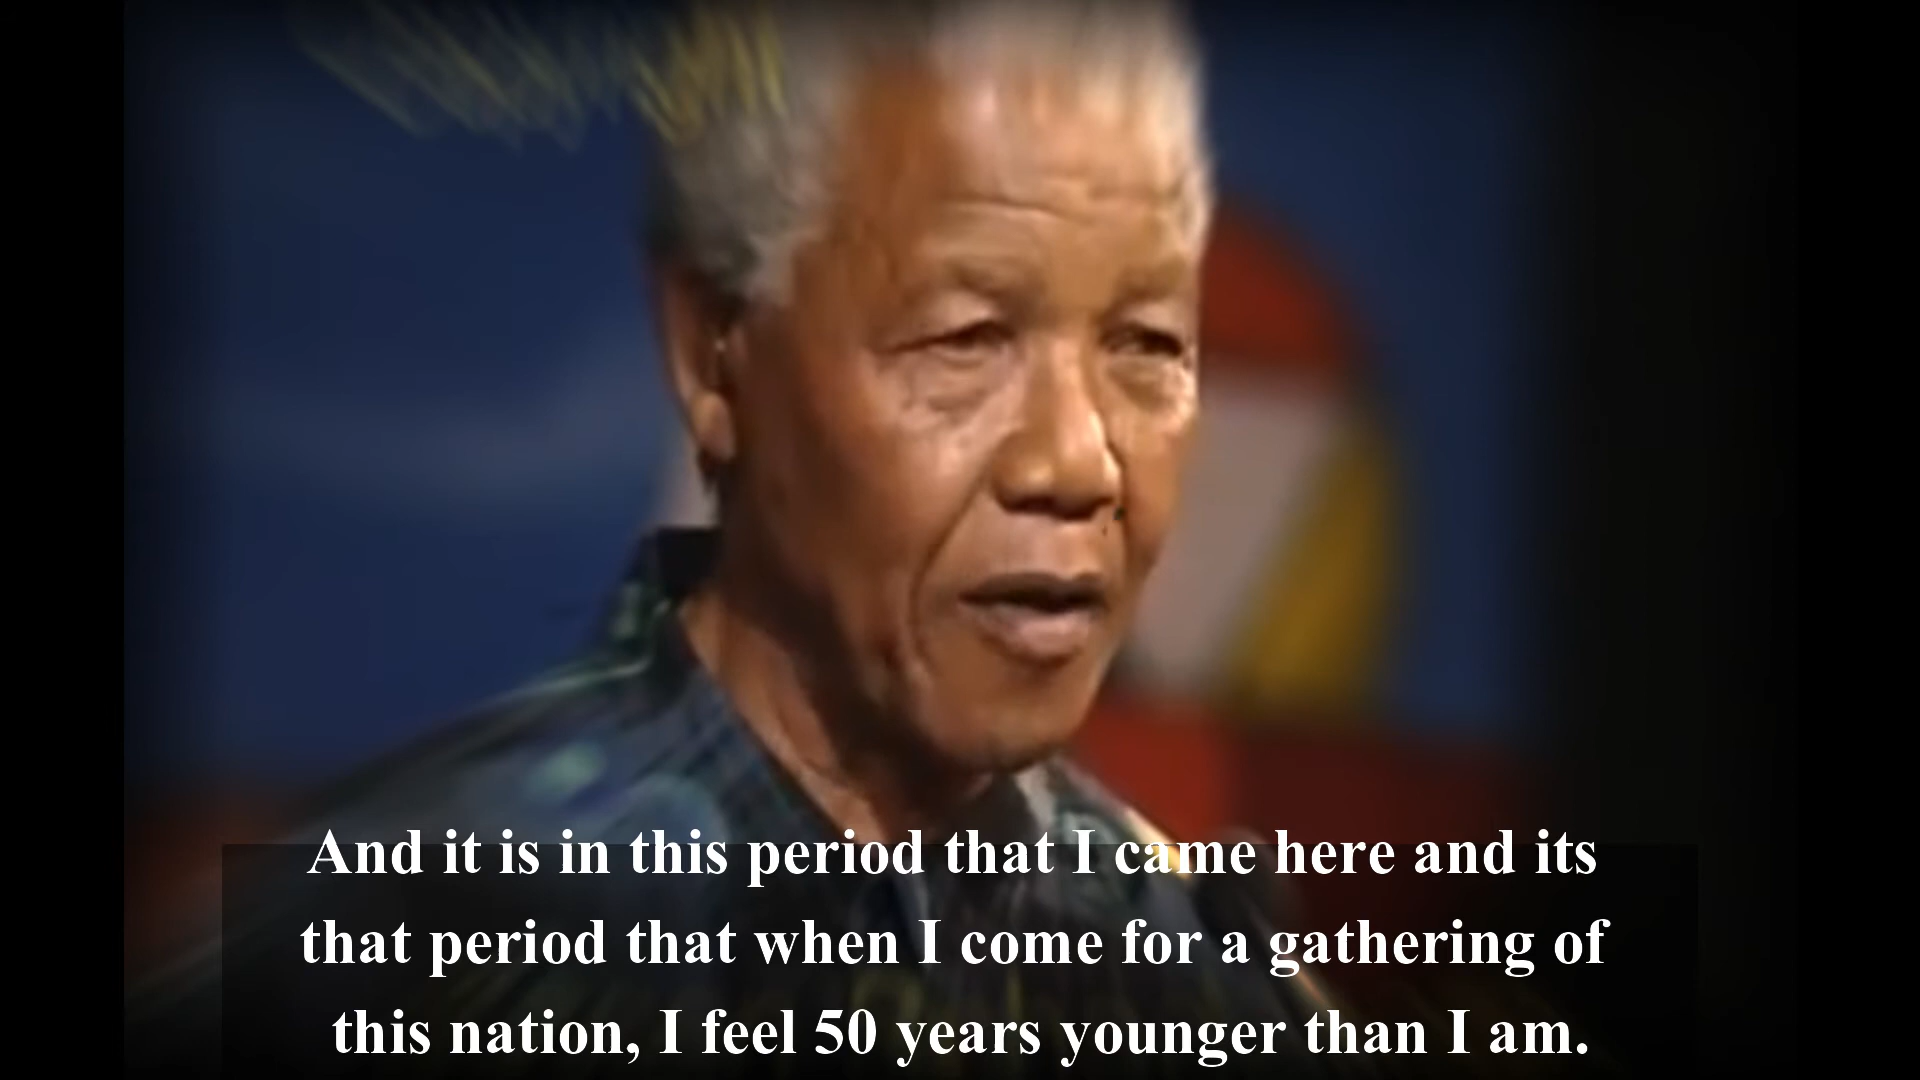 And it is in this period that I came here and its
that period that when I come for a gathering of
this nation, I feel 50 years younger than I am.